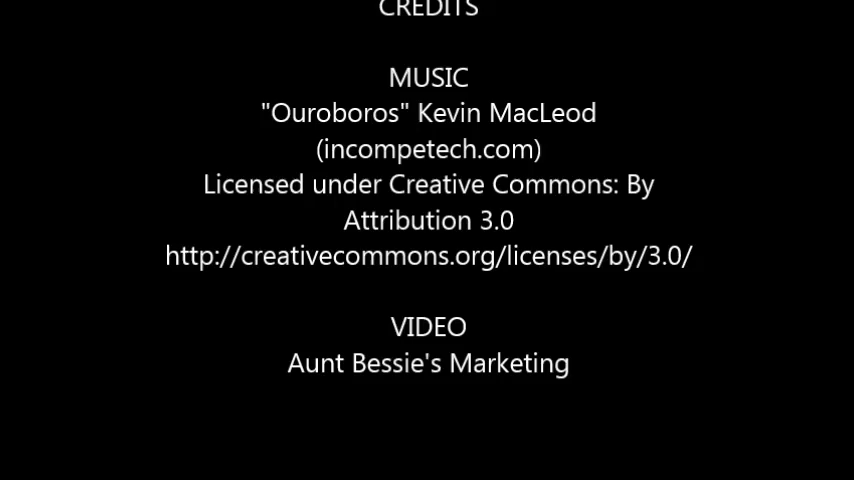 CREDITS
MUSIC
"Ouroboros" Kevin MacLeod
(incompetech.com)
Licensed under Creative Commons: By
Attribution 3.0
http://creativecommons.org/licenses/by/3.0/
VIDEO
Aunt Bessie's Marketing